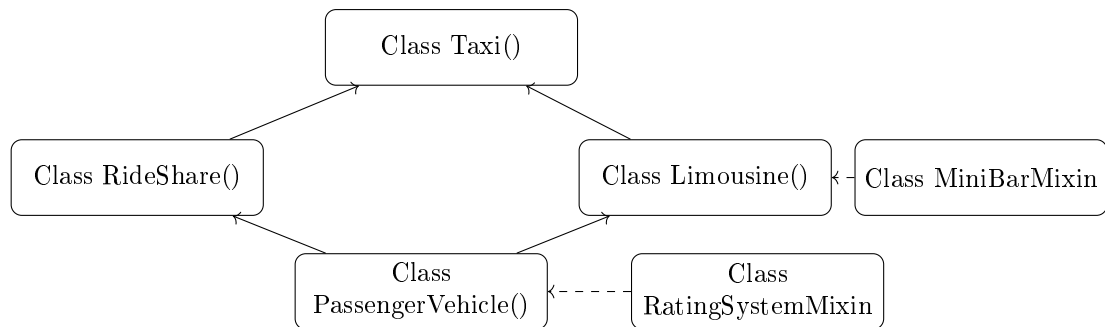 Class Taxi()
Class RideShare()
Class Limousine()
Class MiniBarMixin
Class
PassengerVehicle()
Class
RatingSystemMixin